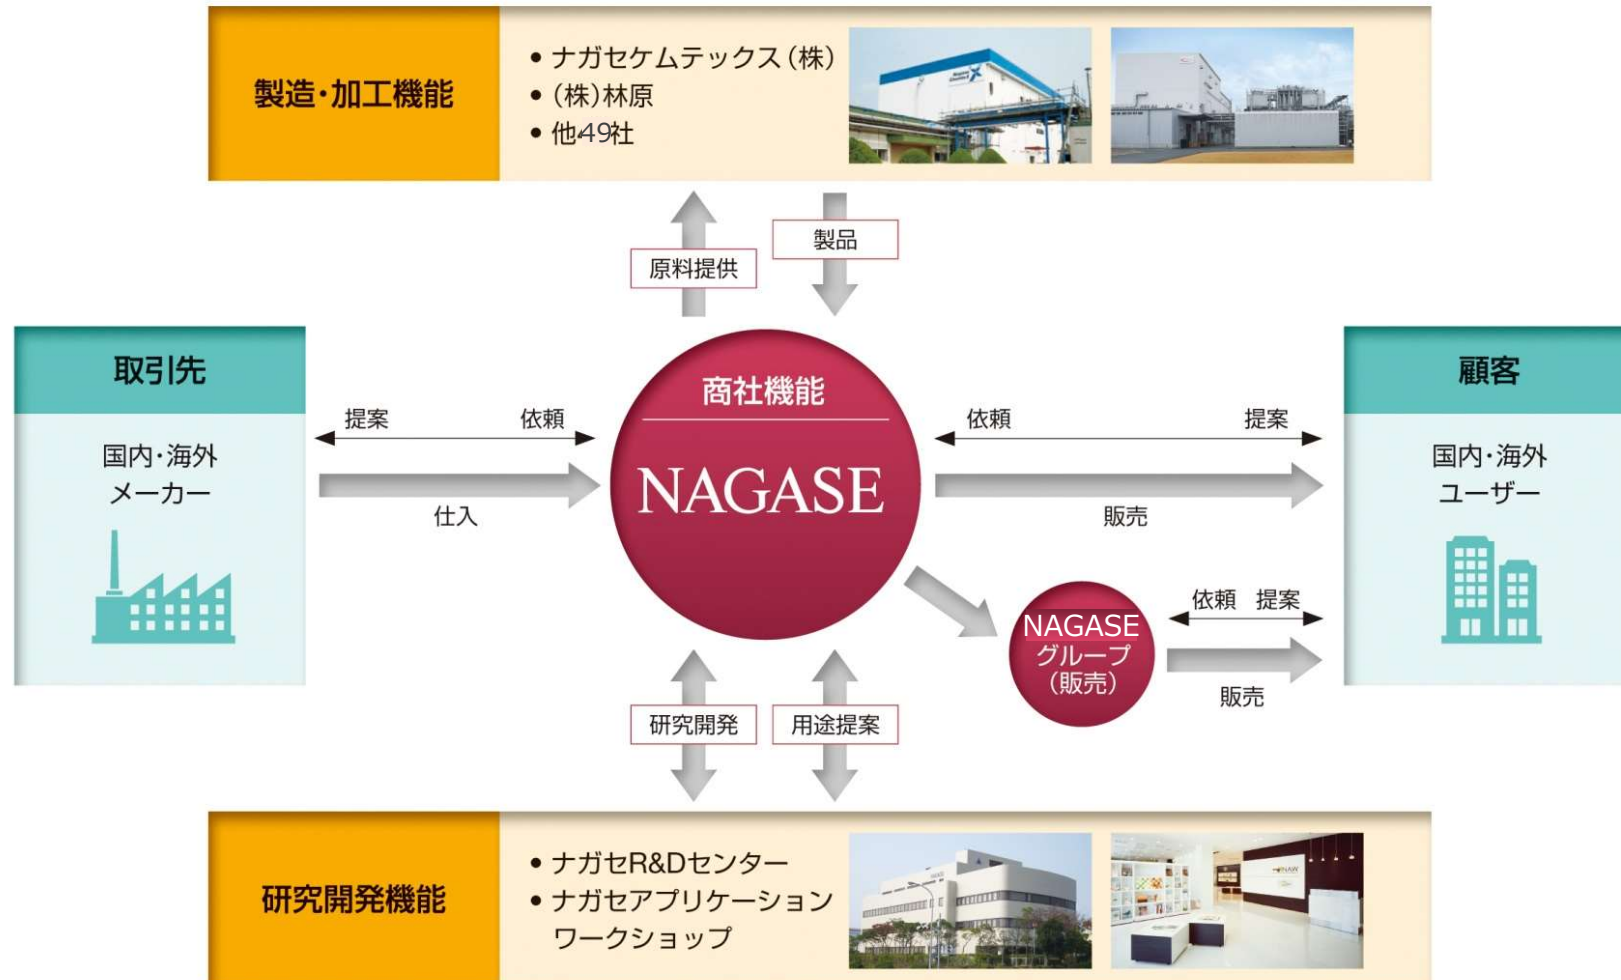 製造・加工機能
• ナガセケムテックス(株)
• (株)林原
• 他49社
原料提供
製品
取引先
国内・海外
メーカー
提案
依頼
仕入
商社機能
NAGASE
依頼
提案
販売
顧客
国内・海外
ユーザー
NAGASE
グループ
(販売)
依頼
提案
販売
研究開発
用途提案
研究開発機能
• ナガセR&Dセンター
• ナガセアプリケーション
ワークショップ